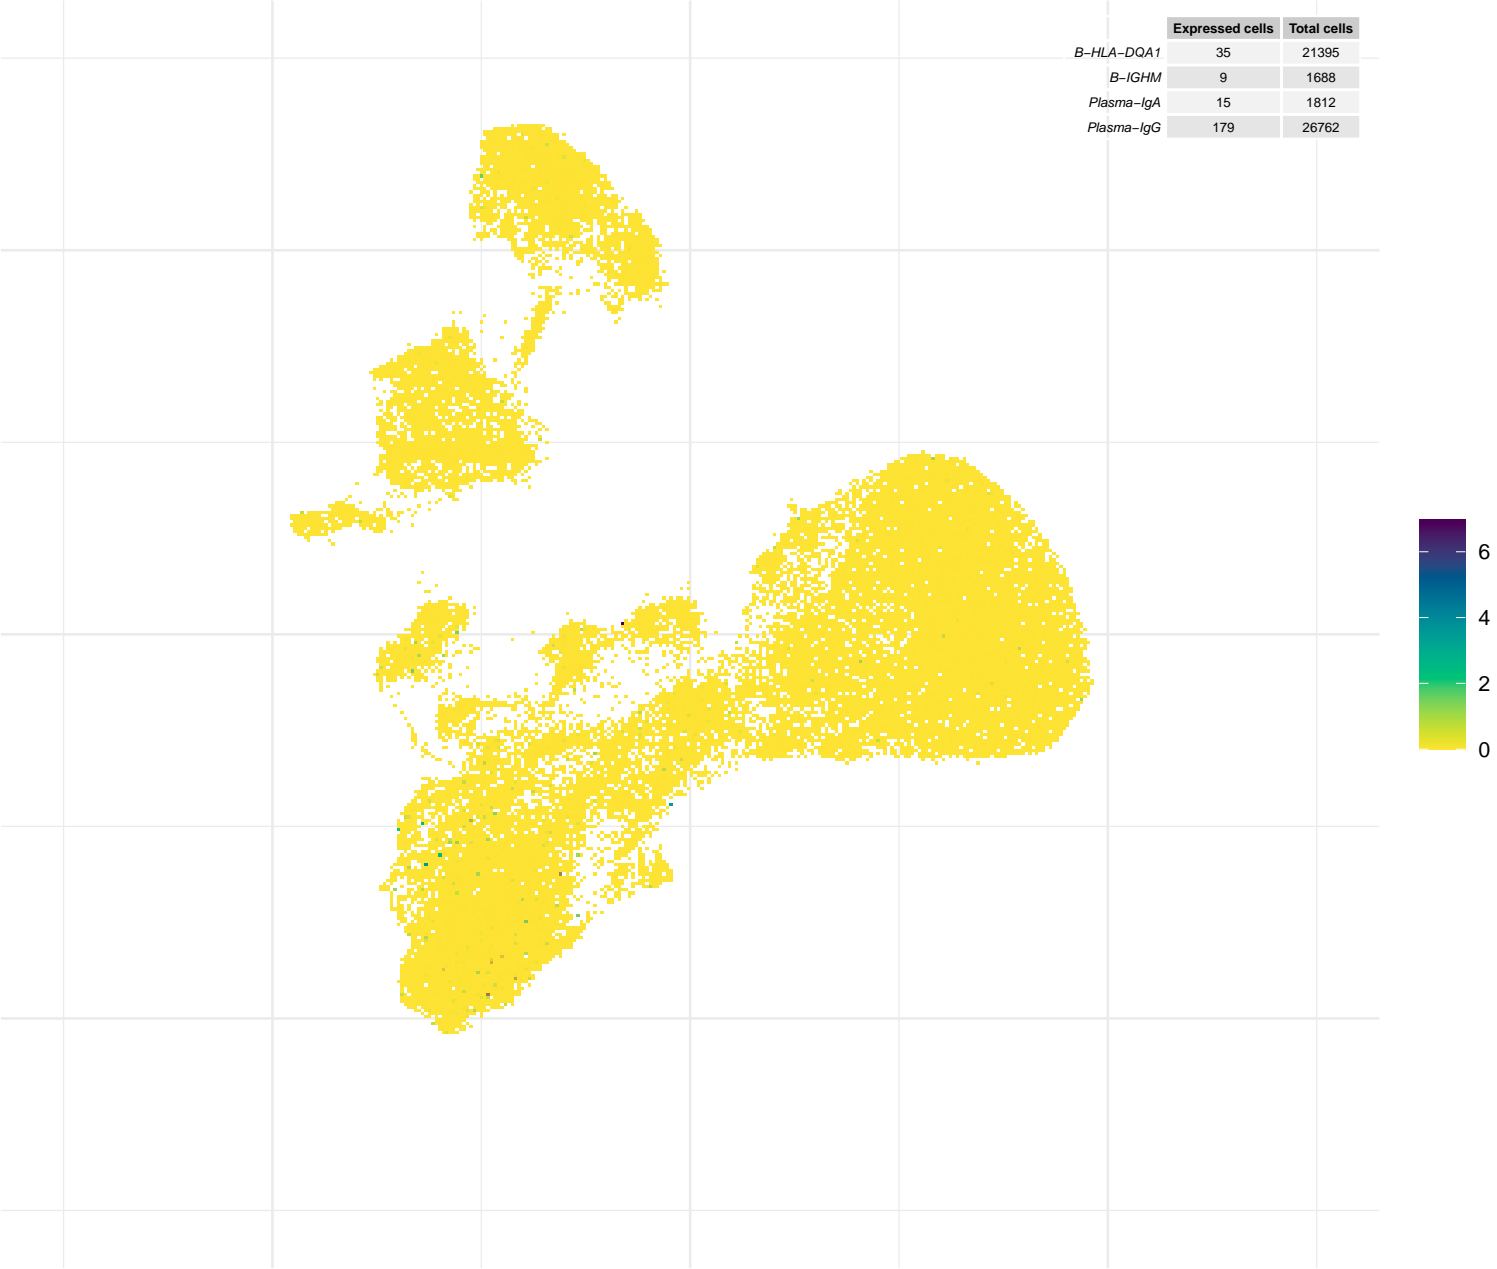 Expressed cells Total cells
B−HLA−DQA1 35 21395
B−IGHM 9 1688
Plasma−IgA 15 1812
Plasma−IgG 179 26762
6
4
2
0